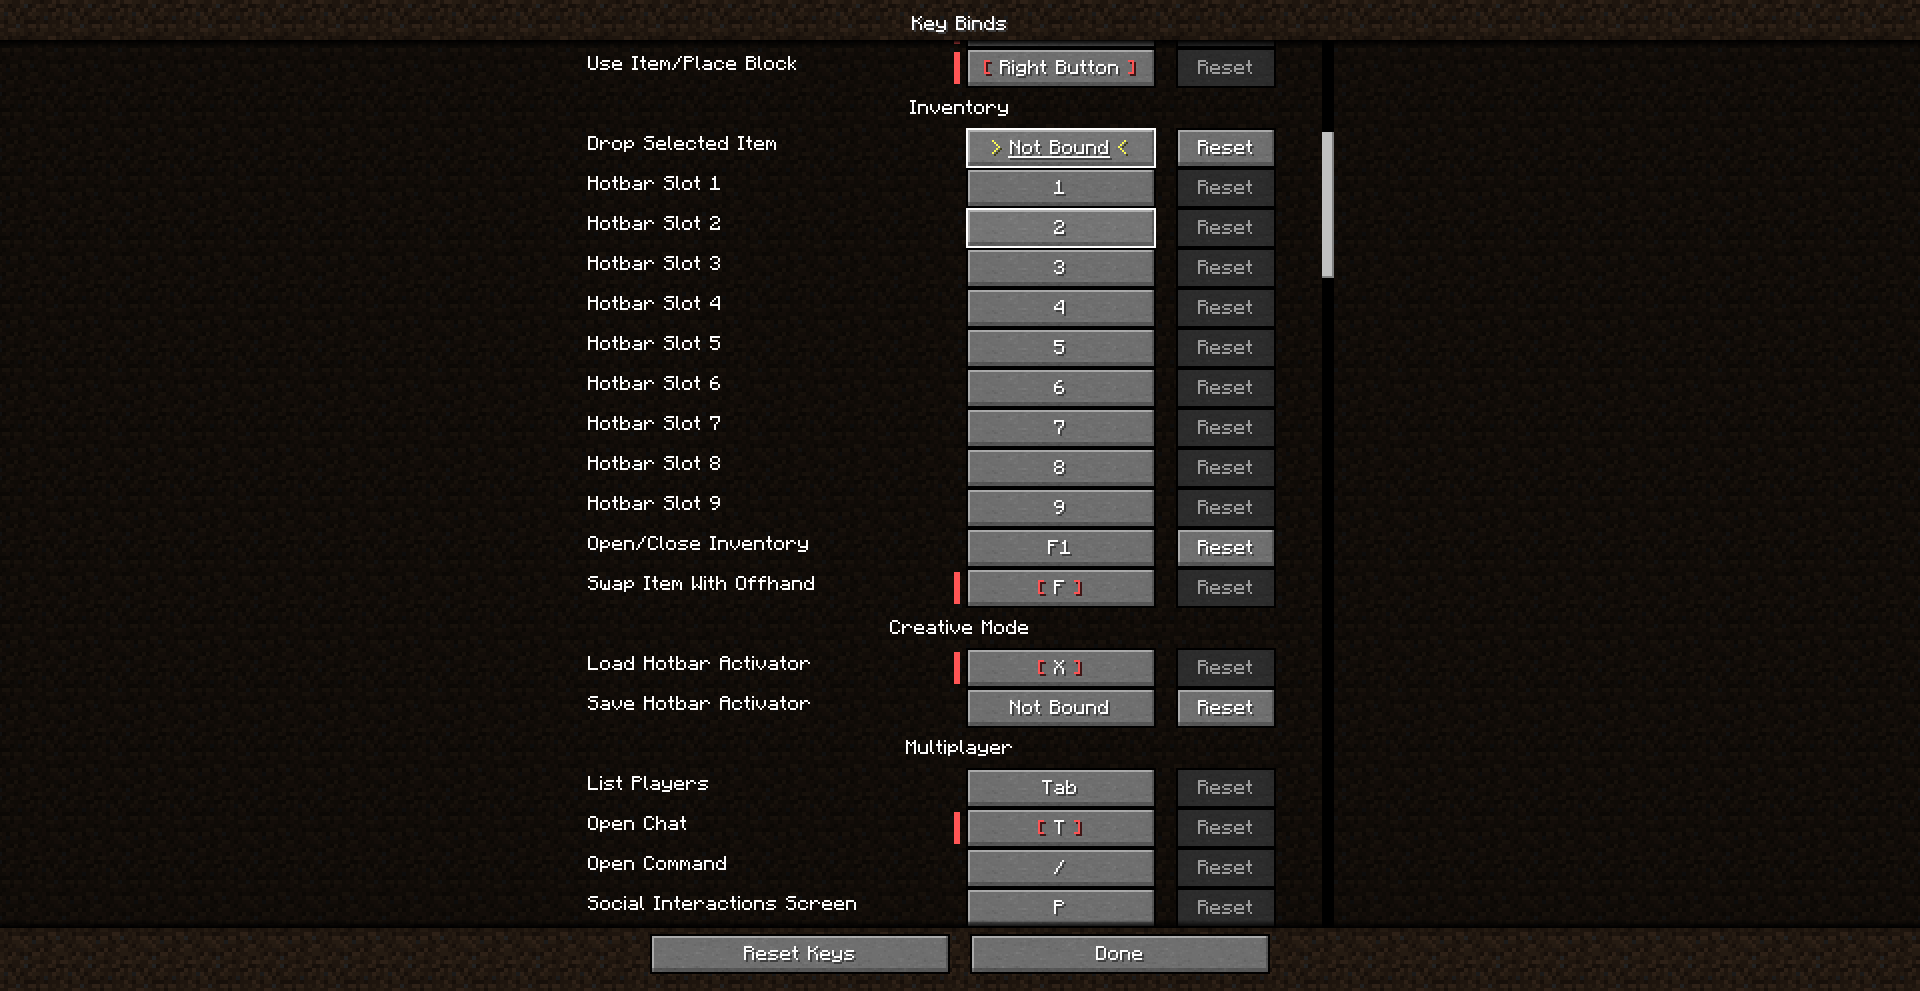 Key Binds
Use Item/Place Block [ Right Button ] Reset
Inventory
Drop Selected Item > Not Bound < Reset
Hotbar Slot 1 1 Reset
Hotbar Slot 2 2 Reset
Hotbar Slot 3 3 Reset
Hotbar Slot 4 4 Reset
Hotbar Slot 5 5 Reset
Hotbar Slot 6 6 Reset
Hotbar Slot 7 7 Reset
Hotbar Slot 8 8 Reset
Hotbar Slot 9 9 Reset
Open/Close Inventory F1 Reset
Swap Item With Offhand [ F ] Reset
Creative Mode
Load Hotbar Activator [ X ] Reset
Save Hotbar Activator Not Bound Reset
Multiplayer
List Players Tab Reset
Open Chat [ T ] Reset
Open Command / Reset
Social Interactions Screen P Reset
Reset Keys Done